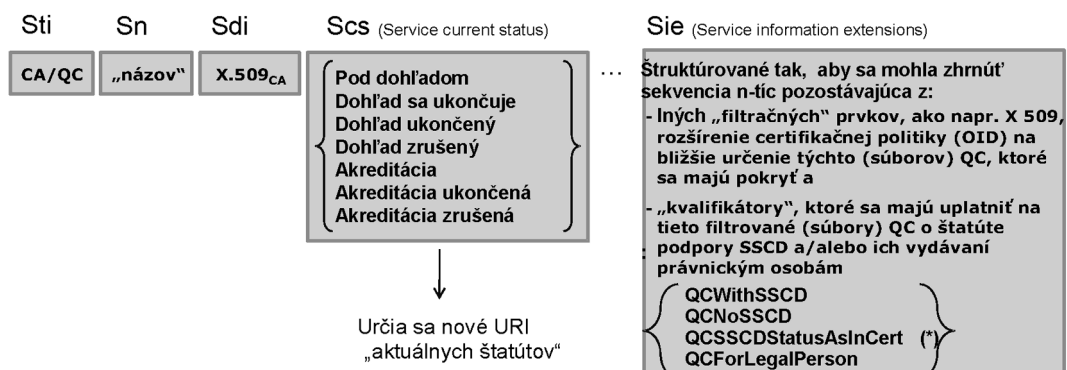 Sti Sn Sdi Scs (Service current status) Sie (Service information extensions)
CA/QC „názov“ X.509CA
Pod dohľadom
Dohľad sa ukončuje
Dohľad ukončený
Dohľad zrušený
Akreditácia
Akreditácia ukončená
Akreditácia zrušená
...
Štruktúrované tak, aby sa mohla zhrnúť
sekvencia n-tíc pozostávajúca z:
- Iných „filtračných“ prvkov, ako napr. X 509,
rozšírenie certifikačnej politiky (OID) na
bližšie určenie týchto (súborov) QC, ktoré
sa majú pokryť a
- „kvalifikátory“, ktoré sa majú uplatniť na
tieto filtrované (súbory) QC o štatúte
: podpory SSCD a/alebo ich vydávaní
právnickým osobám
QCWithSSCD
QCNoSSCD
QCSSCDStatusAsInCert (*)
QCForLegalPerson
Určia sa nové URI
„aktuálnych štatútov“